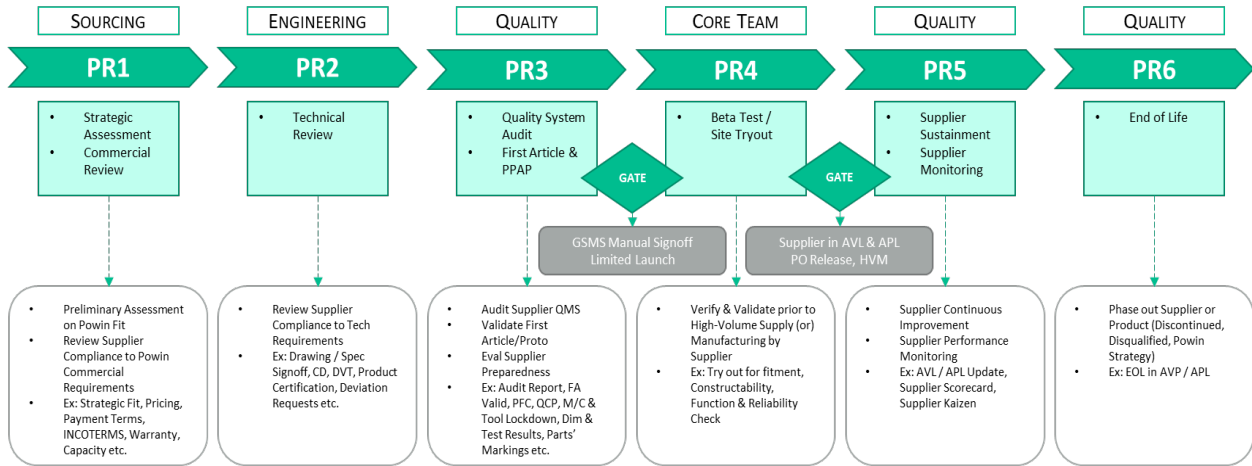 SOURCING
ENGINEERING
QUALITY
CORE TEAM
QUALITY
QUALITY
PR1
PR2
PR3
PR4
PR5
PR6
• Strategic
Assessment
• Commercial
Review
• Technical
Review
• Quality System
Audit
• First Article &
PPAP
• Beta Test /
Site Tryout
• Supplier
Sustainment
• Supplier
Monitoring
• End of Life
GATE
GATE
GSMS Manual Signoff
Limited Launch
Supplier in AVL & APL
PO Release, HVM
• Preliminary Assessment
on Powin Fit
• Review Supplier
Compliance to Powin
Commercial
Requirements
• Ex: Strategic Fit, Pricing,
Payment Terms,
INCOTERMS, Warranty,
Capacity etc.
• Review Supplier
Compliance to Tech
Requirements
• Ex: Drawing / Spec
Signoff, CD, DVT, Product
Certification, Deviation
Requests etc.
• Audit Supplier QMS
• Validate First
Article/Proto
• Eval Supplier
Preparedness
• Ex: Audit Report, FA
Valid, PFC, QCP, M/C &
Tool Lockdown, Dim &
Test Results, Parts'
Markings etc.
• Verify & Validate prior to
High-Volume Supply (or)
Manufacturing by
Supplier
• Ex: Try out for fitment,
Constructability,
Function & Reliability
Check
• Supplier Continuous
Improvement
• Supplier Performance
Monitoring
• Ex: AVL / APL Update,
Supplier Scorecard,
Supplier Kaizen
• Phase out Supplier or
Product (Discontinued,
Disqualified, Powin
Strategy)
• Ex: EOL in AVP / APL